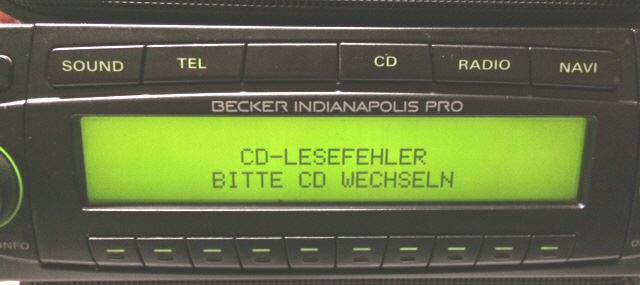 SOUND TEL CD RADIO NAVI
BECKER INDIANAPOLIS PRO
CD-LESEFEHLER
BITTE CD WECHSELN